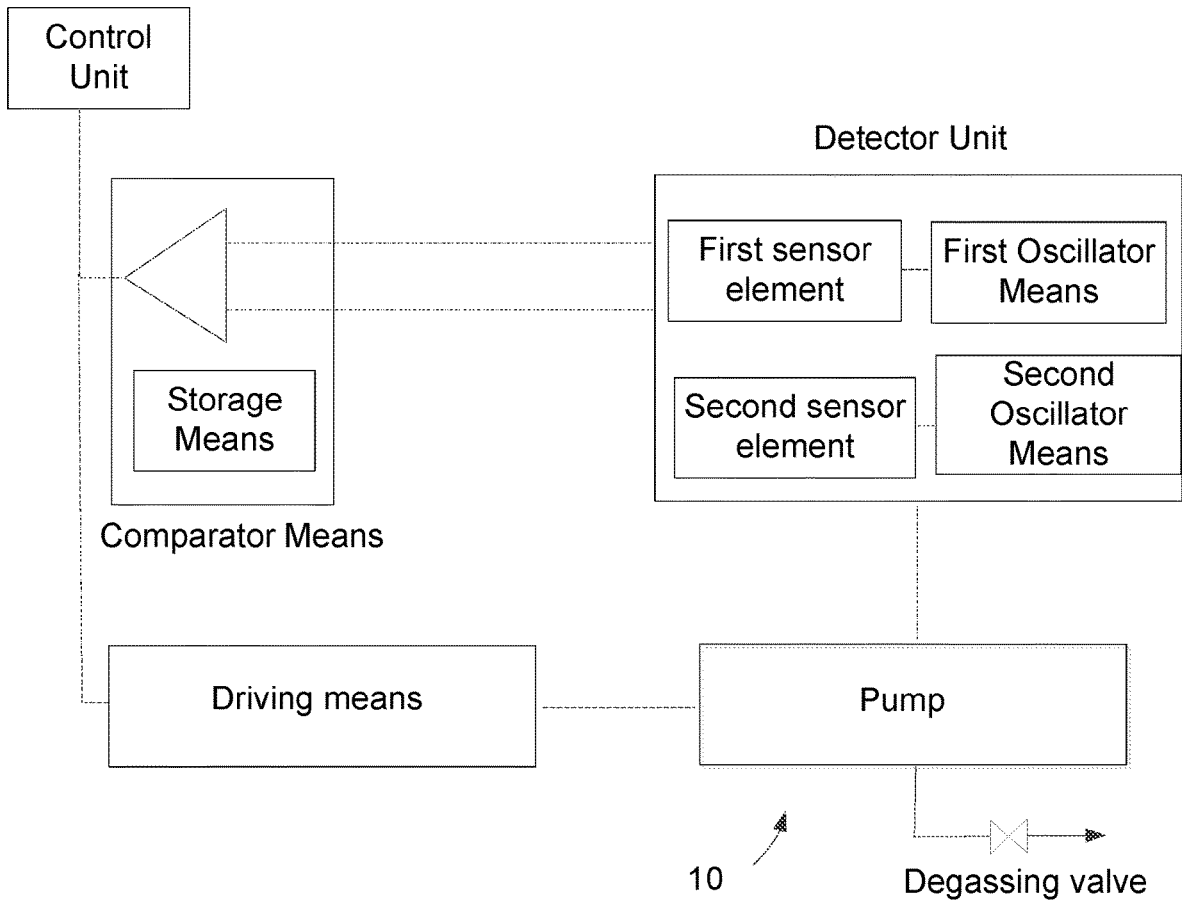 Control
Unit
Detector Unit
First sensor
element
First Oscillator
Means
Second sensor
element
Second
Oscillator
Means
Storage
Means
Comparator Means
Driving means
Pump
10
Degassing valve